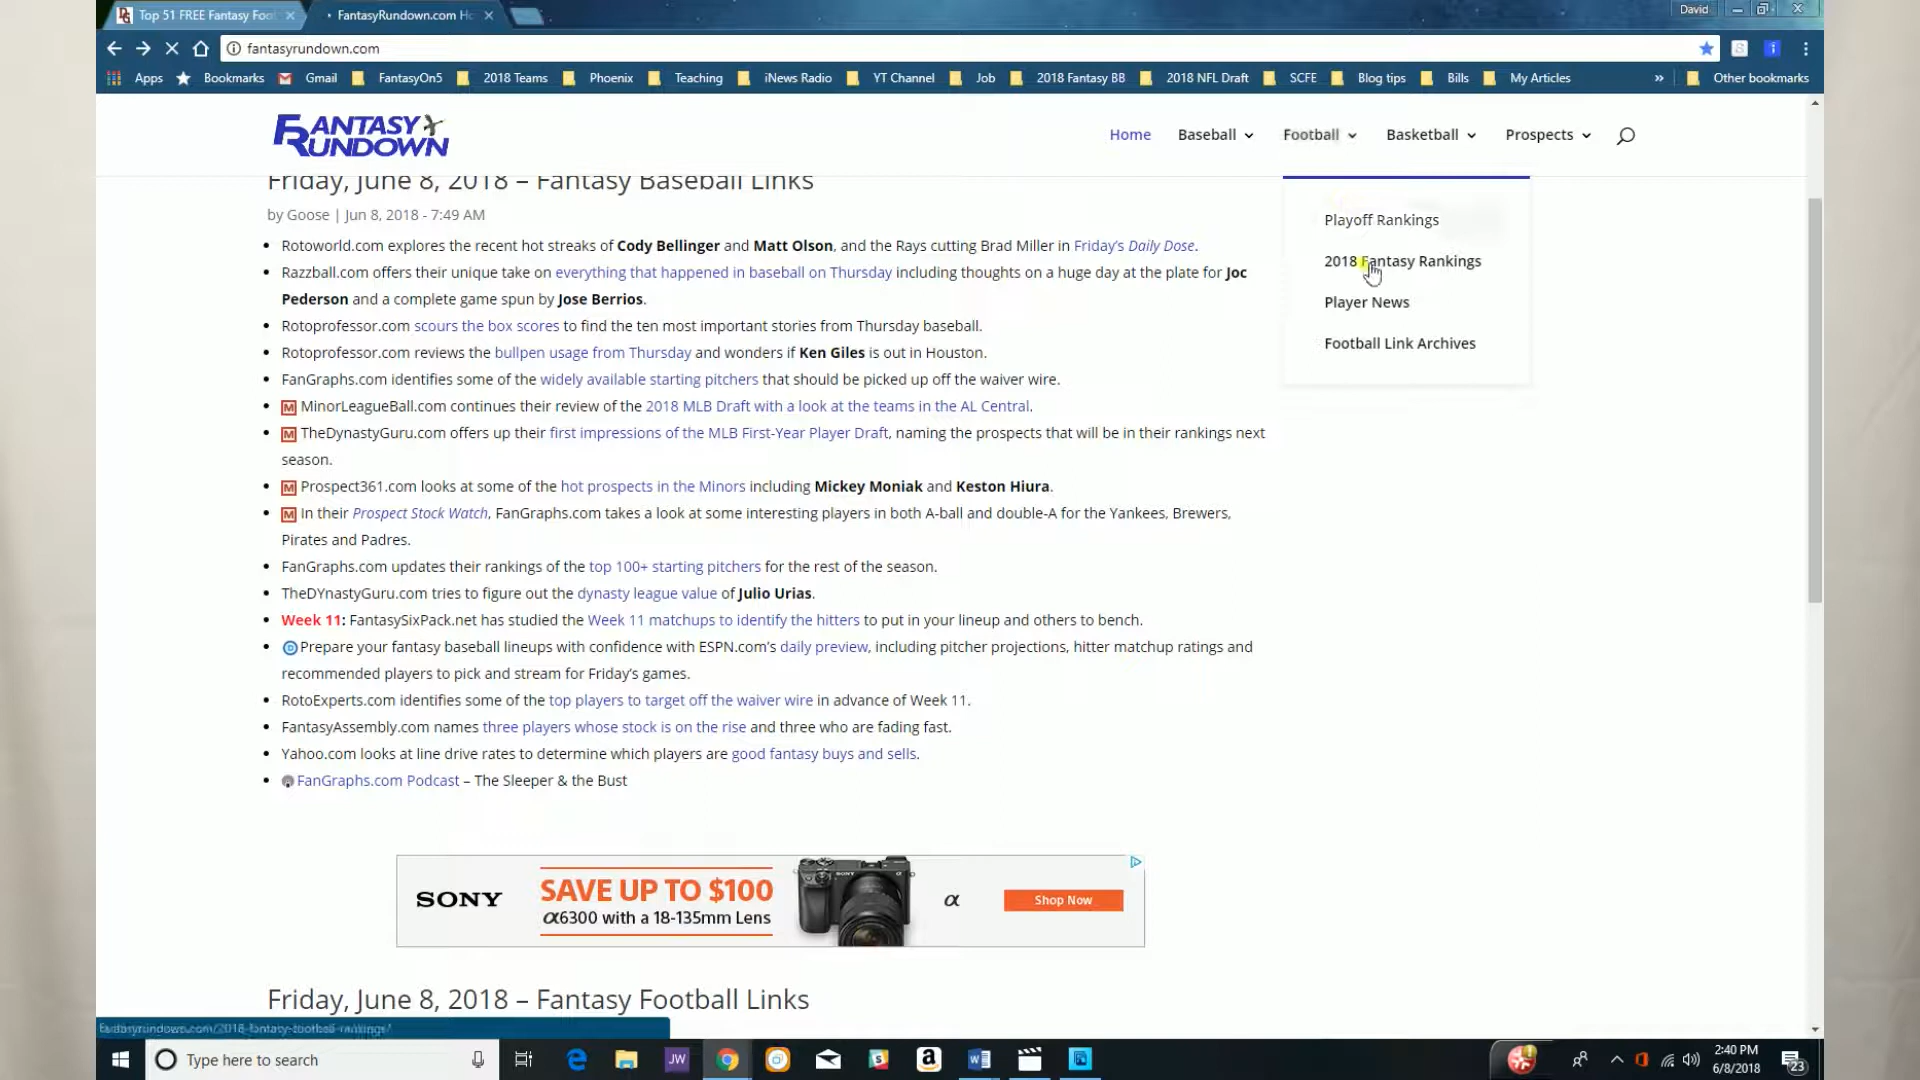 Top 51 FREE Fantasy Foot
FantasyRundown.com Ho
David
fantasyrundown.com
Apps Bookmarks Gmail FantasyOn5 2018 Teams Phoenix Teaching iNews Radio YT Channel Job 2018 Fantasy BB 2018 NFL Draft SCFE Blog tips Bills My Articles » Other bookmarks
FANTASY
RUNDOWN
Home Baseball Football Basketball Prospects
Playoff Rankings
2018 Fantasy Rankings
Player News
Football Link Archives
Friday, June 8, 2018 – Fantasy Baseball Links
by Goose | Jun 8, 2018 - 7:49 AM
• Rotoworld.com explores the recent hot streaks of Cody Bellinger and Matt Olson, and the Rays cutting Brad Miller in Friday's Daily Dose.
• Razzball.com offers their unique take on everything that happened in baseball on Thursday including thoughts on a huge day at the plate for Joc
Pederson and a complete game spun by Jose Berrios.
• Rotoprofessor.com scours the box scores to find the ten most important stories from Thursday baseball.
• Rotoprofessor.com reviews the bullpen usage from Thursday and wonders if Ken Giles is out in Houston.
• FanGraphs.com identifies some of the widely available starting pitchers that should be picked up off the waiver wire.
• M MinorLeagueBall.com continues their review of the 2018 MLB Draft with a look at the teams in the AL Central.
• M TheDynastyGuru.com offers up their first impressions of the MLB First-Year Player Draft, naming the prospects that will be in their rankings next
season.
• M Prospect361.com looks at some of the hot prospects in the Minors including Mickey Moniak and Keston Hiura.
• M In their Prospect Stock Watch, FanGraphs.com takes a look at some interesting players in both A-ball and double-A for the Yankees, Brewers,
Pirates and Padres.
• FanGraphs.com updates their rankings of the top 100+ starting pitchers for the rest of the season.
• TheDYnastyGuru.com tries to figure out the dynasty league value of Julio Urias.
• Week 11: FantasySixPack.net has studied the Week 11 matchups to identify the hitters to put in your lineup and others to bench.
• Prepare your fantasy baseball lineups with confidence with ESPN.com's daily preview, including pitcher projections, hitter matchup ratings and
recommended players to pick and stream for Friday's games.
• RotoExperts.com identifies some of the top players to target off the waiver wire in advance of Week 11.
• FantasyAssembly.com names three players whose stock is on the rise and three who are fading fast.
• Yahoo.com looks at line drive rates to determine which players are good fantasy buys and sells.
• FanGraphs.com Podcast – The Sleeper & the Bust
SONY
SAVE UP TO $100
α6300 with a 18-135mm Lens
SONY
α
Shop Now
Friday, June 8, 2018 – Fantasy Football Links
fantasyrundown.com/2018-fantasy-football-rankings/
Type here to search
JW
2:40 PM
6/8/2018
23